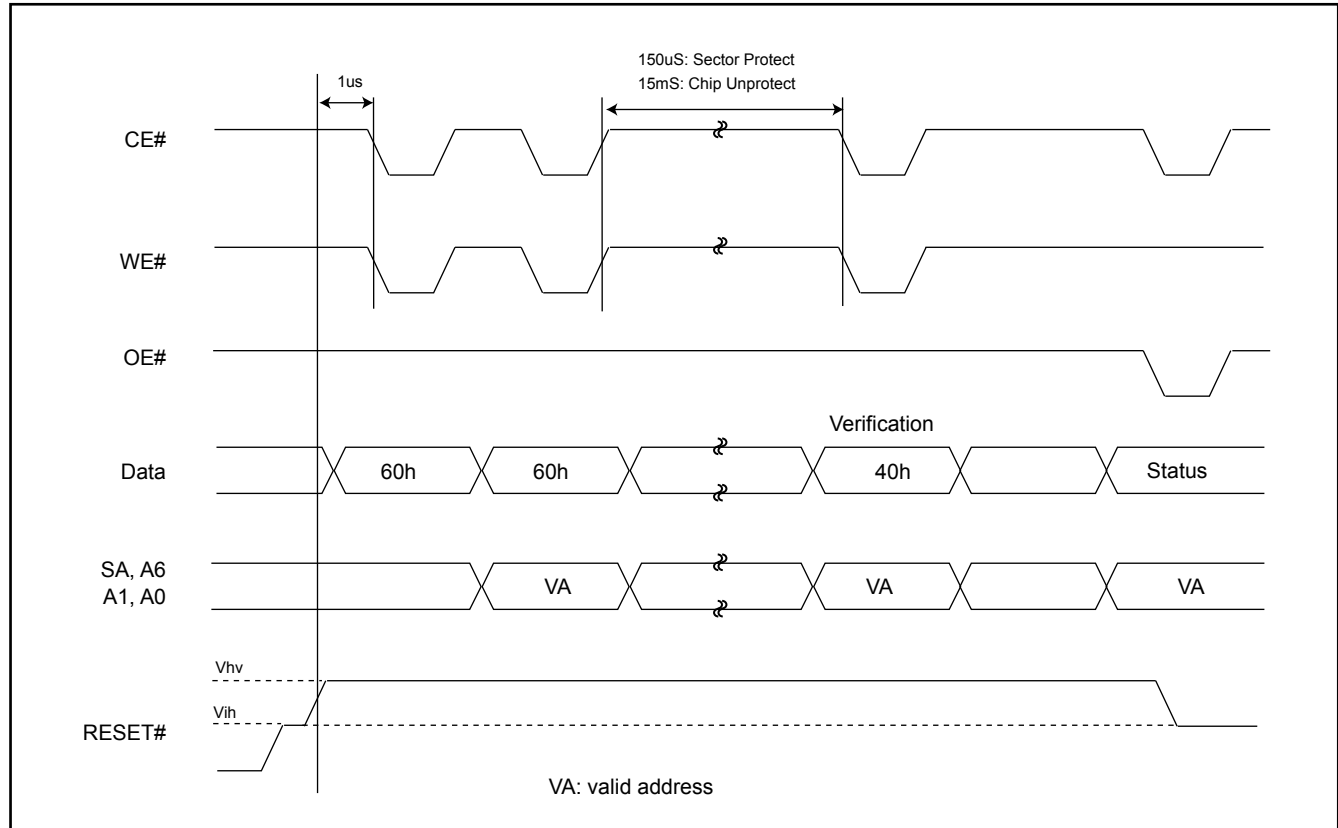 150uS: Sector Protect
15mS: Chip Unprotect
1us
CE#
WE#
OE#
Verification
Data 60h 60h 40h Status
SA, A6
A1, A0
VA VA VA
Vhv
Vih
RESET#
VA: valid address